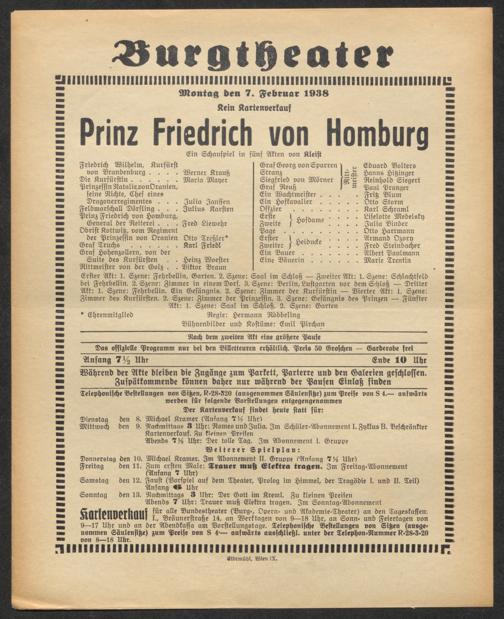 Burgtheater
Montag den 7. Februar 1938
Kein Kartenverkauf
Prinz Friedrich von Homburg
Ein Schauspiel in fünf Akten von Kleist
Friedrich Wilhelm, Kurfürst
von Brandenburg . . . . Werner Krauß
Die Kurfürstin . . . . . Maria Mayer
Prinzessin Natalie von Oranien,
seine Nichte, Chef eines
Dragonerregimentes . . . Julia Janssen
Feldmarschall Dörfling . . . Julius Karsten
Prinz Friedrich von Homburg,
General der Reiterei . . . Fred Liewehr
Obrist Kottwitz, vom Regiment
der Prinzessin von Oranien Otto Treßler*
Graf Truchs . . . . . Karl Feistl
Graf Hohenzollern, von der
Suite des Kurfürsten . . . Heinz Woester
Rittmeister von der Golz . . Viktor Braun
Graf Georg von Sparren
Stranz
Siegfried von Mörner
Graf Reuß
Rittmeister
Eduard Volters
Hanns Hitzinger
Reinhold Siegert
Paul Prunger
Ein Wachtmeister . . . . . Fritz Blum
Ein Hofkavalier . . . . . Otto Storm
Offizier . . . . . Karl Schraml
Erste } Hofdame . . . . . Liselotte Medelsky
Zweite . . . . . Julia Binder
Page . . . . . Otto Hartmann
Erster } Heiducke . . . . . Armand Ozory
Zweiter . . . . . Fred Steinbacher
Ein Bauer . . . . . Albert Paulmann
Eine Bäuerin . . . . . Marie Trentin
Erster Akt: 1. Szene: Fehrbellin, Garten. 2. Szene: Saal im Schloß — Zweiter Akt: 1. Szene: Schlachtfeld
bei Fehrbellin. 2. Szene: Zimmer in einem Dorf. 3. Szene: Berlin, Lustgarten vor dem Schloß — Dritter
Akt: 1. Szene: Fehrbellin. Ein Gefängnis. 2. Szene: Zimmer der Kurfürstin — Vierter Akt: 1. Szene:
Zimmer des Kurfürsten. 2. Szene: Zimmer der Prinzessin. 3. Szene: Gefängnis des Prinzen — Fünfter
Akt: 1. Szene: Saal im Schloß. 2. Szene: Garten
* Ehrenmitglied Regie: Hermann Röbbeling
Bühnenbilder und Kostüme: Emil Pirchan
Nach dem zweiten Akt eine größere Pause
Das offizielle Programm nur bei den Billetteuren erhältlich. Preis 50 Groschen — Garderobe frei
Anfang 7½ Uhr Ende 10 Uhr
Während der Akte bleiben die Zugänge zum Parkett, Parterre und den Galerien geschlossen.
Zuspätkommende können daher nur während der Pausen Einlaß finden
Telephonische Bestellungen von Sitzen, R-28-320 (ausgenommen Säulensitze) zum Preise von S 4·— aufwärts
werden für folgende Vorstellungen entgegengenommen
Der Kartenverkauf findet heute statt für:
Dienstag den 8. Michael Kramer (Anfang 7½ Uhr)
Mittwoch den 9. Nachmittags 3 Uhr: Romeo und Julia. Im Schüler-Abonnement 1. Zyklus B. Beschränkter
Kartenverkauf. Zu kleinen Preisen
Abends 7½ Uhr: Der tolle Tag. Im Abonnement I. Gruppe
Weiterer Spielplan:
Donnerstag den 10. Michael Kramer. Im Abonnement II. Gruppe (Anfang 7½ Uhr)
Freitag den 11. Zum ersten Male: Trauer muß Elektra tragen. Im Freitag-Abonnement
(Anfang 7 Uhr)
Samstag den 12. Faust (Vorspiel auf dem Theater, Prolog im Himmel, der Tragödie I. und II. Teil)
Anfang Uhr
Sonntag den 13. Nachmittags 3 Uhr: Der Gott im Kreml. Zu kleinen Preisen
Abends 7 Uhr: Trauer muß Elektra tragen. Im Sonntag-Abonnement
Kartenverkauf für alle Bundestheater (Burg-, Opern- und Akademie-Theater) an den Tageskassen:
I., Bräunerstraße 14, an Werktagen von 9—18 Uhr, an Sonn- und Feiertagen von
9—17 Uhr und an der Abendkassa am Vorstellungstage. Telephonische Bestellungen von Sitzen (ausge-
nommen Säulensitze) zum Preise von S 4·— aufwärts ausschließl. unter der Telephon-Nummer R-28-3-20
von 8—18 Uhr.
Elbemühl, Wien IX.